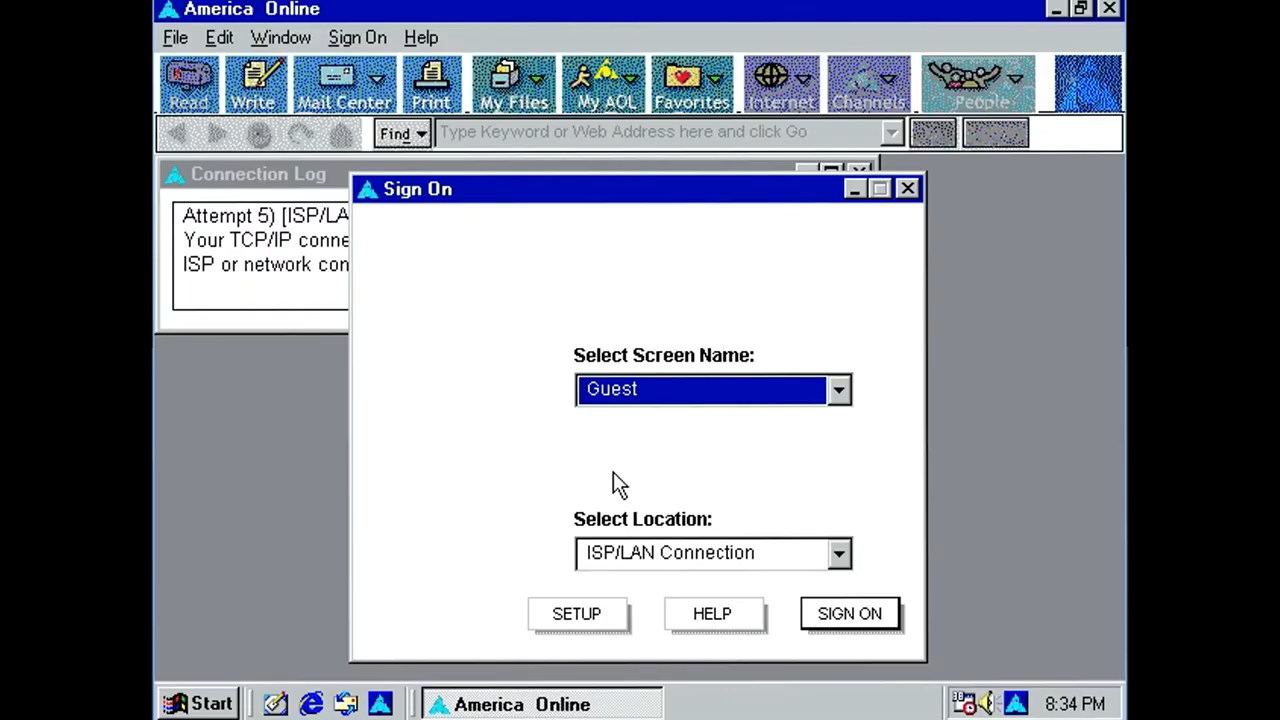 America Online
File Edit Window Sign On Help
Read Write Mail Center Print My Files My AOL Favorites Internet Channels People
Find Type Keyword or Web Address here and click Go
Connection Log
Attempt 5) [ISP/LA
Your TCP/IP conne
ISP or network con
Sign On
Select Screen Name:
Guest
Select Location:
ISP/LAN Connection
SETUP HELP SIGN ON
Start America Online 8:34 PM